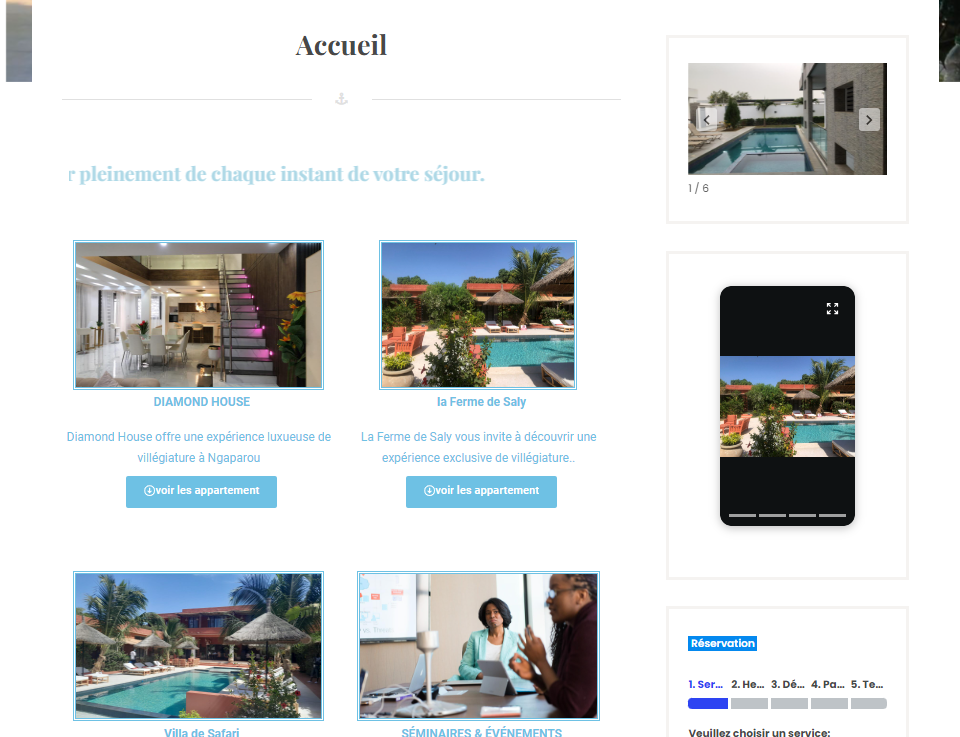 Accueil
r pleinement de chaque instant de votre séjour.
DIAMOND HOUSE
Diamond House offre une expérience luxueuse de
villégiature à Ngaparou
voir les appartement
la Ferme de Saly
La Ferme de Saly vous invite à découvrir une
expérience exclusive de villégiature..
voir les appartement
Villa de Safari
SÉMINAIRES & ÉVÉNEMENTS
1 / 6
Réservation
1. Ser... 2. He... 3. Dé... 4. Pa... 5. Te...
Veuillez choisir un service: